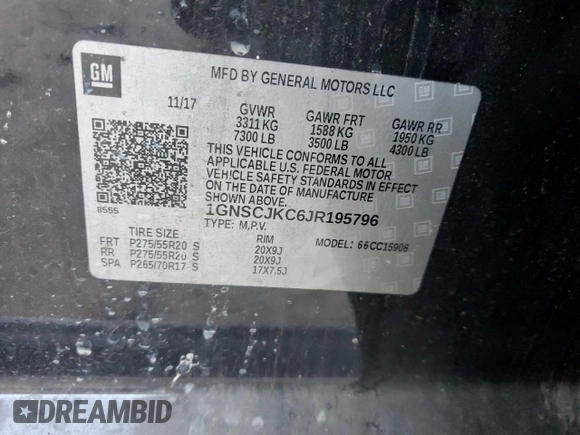 GM
MFD BY GENERAL MOTORS LLC
11/17
GVWR GAWR FRT GAWR RR
3311 KG 1588 KG 1950 KG
7300 LB 3500 LB 4300 LB
THIS VEHICLE CONFORMS TO ALL
APPLICABLE U.S. FEDERAL MOTOR
VEHICLE SAFETY STANDARDS IN EFFECT
ON THE DATE OF MANUFACTURE SHOWN ABOVE.
1GNSCJKC6JR195796
8555
TYPE: M.P.V. MODEL: 66CC15906
TIRE SIZE RIM
FRT P275/55R20 S 20X9J
RR P275/55R20 S 20X9J
SPA P265/70R17 S 17X7.5J
DREAMBID